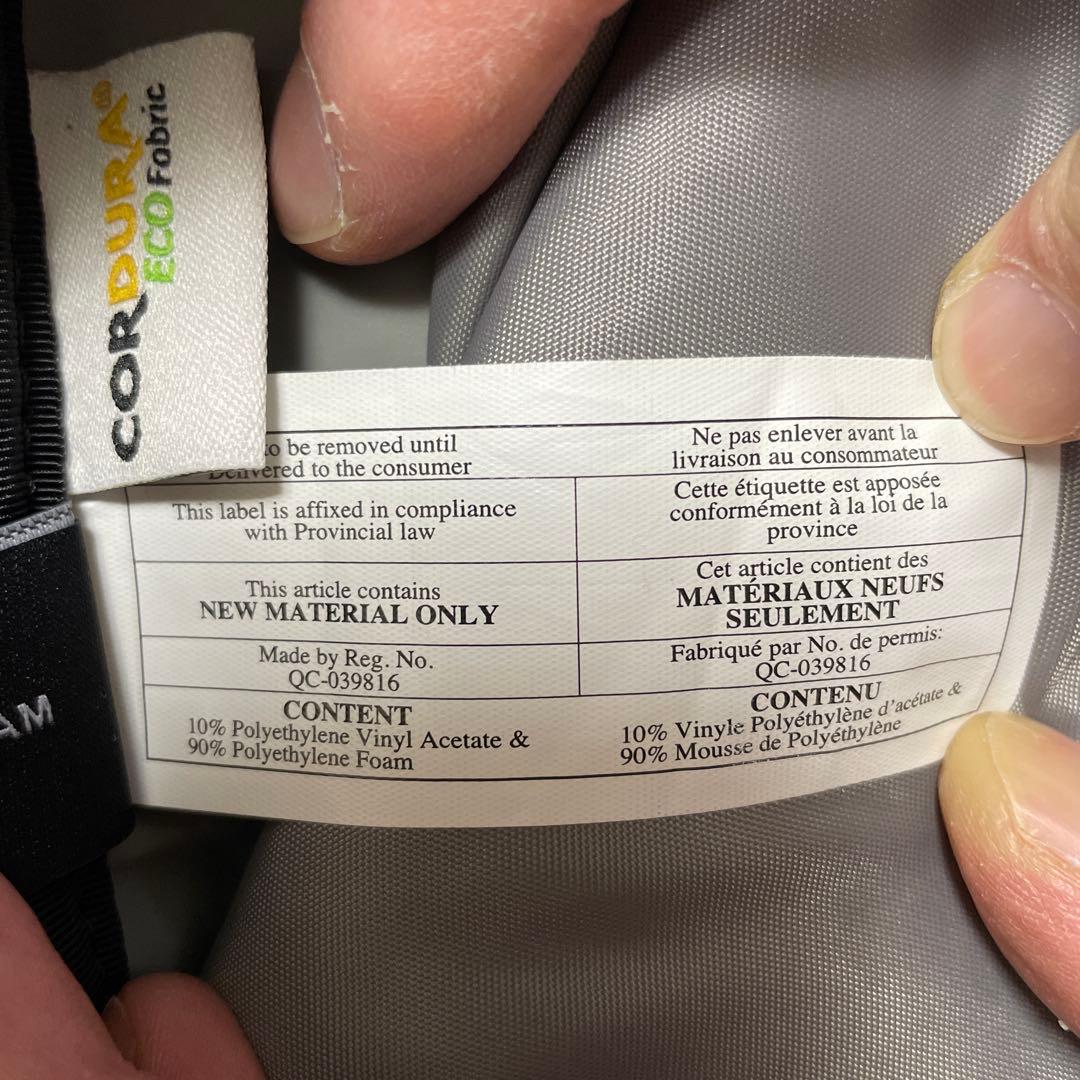 CORDURA®
ECO Fabric
AM
to be removed until
Delivered to the consumer
Ne pas enlever avant la
livraison au consommateur
This label is affixed in compliance
with Provincial law
Cette étiquette est apposée
conformément à la loi de la
province
This article contains
NEW MATERIAL ONLY
Cet article contient des
MATÉRIAUX NEUFS
SEULEMENT
Made by Reg. No.
QC-039816
Fabriqué par No. de permis:
QC-039816
CONTENT
10% Polyethylene Vinyl Acetate &
90% Polyethylene Foam
CONTENU
10% Vinyle Polyéthylène d'acétate &
90% Mousse de Polyéthylène